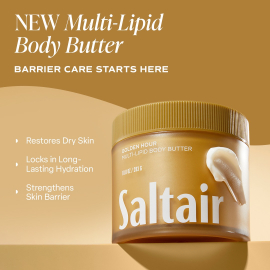 NEW Multi-Lipid
Body Butter
BARRIER CARE STARTS HERE
Restores Dry Skin
Locks in Long-
Lasting Hydration
Strengthens
Skin Barrier
GOLDEN HOUR
MULTI-LIPID BODY BUTTER
Saltair